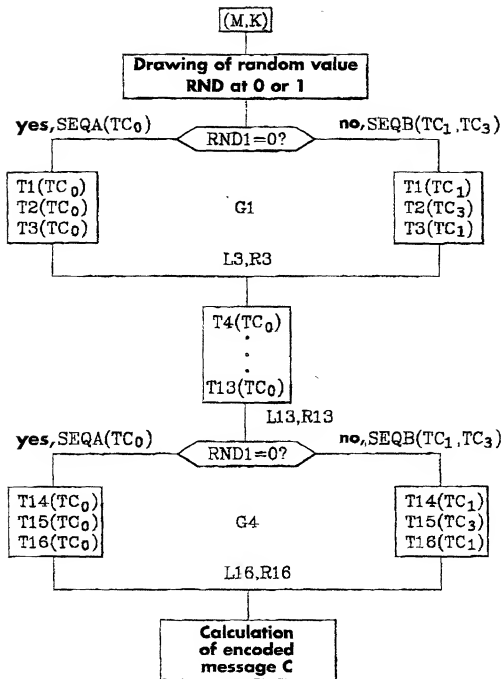 (M,K)
Drawing of random value
RND at 0 or 1
yes, SEQA(TC₀)
RND1=0?
no, SEQB(TC₁,TC₃)
T1(TC₀)
T2(TC₀)
T3(TC₀)
G1
T1(TC₁)
T2(TC₃)
T3(TC₁)
L3,R3
T4(TC₀)
T13(TC₀)
L13,R13
yes, SEQA(TC₀)
RND1=0?
no, SEQB(TC₁,TC₃)
T14(TC₀)
T15(TC₀)
T16(TC₀)
G4
T14(TC₁)
T15(TC₃)
T16(TC₁)
L16,R16
Calculation
of encoded
message C